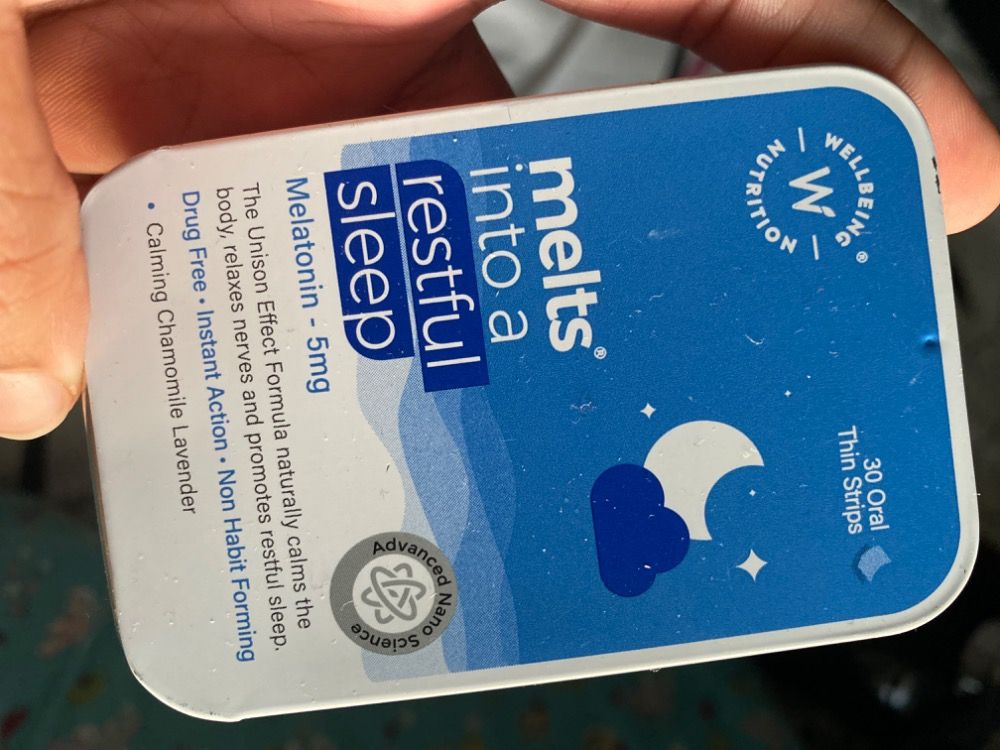 WELLBEING®
W
NUTRITION
30 Oral
Thin Strips
melts®
into a
restful
sleep
Melatonin - 5mg
The Unison Effect Formula naturally calms the
body, relaxes nerves and promotes restful sleep.
Drug Free • Instant Action • Non Habit Forming
• Calming Chamomile Lavender
Advanced Nano Science